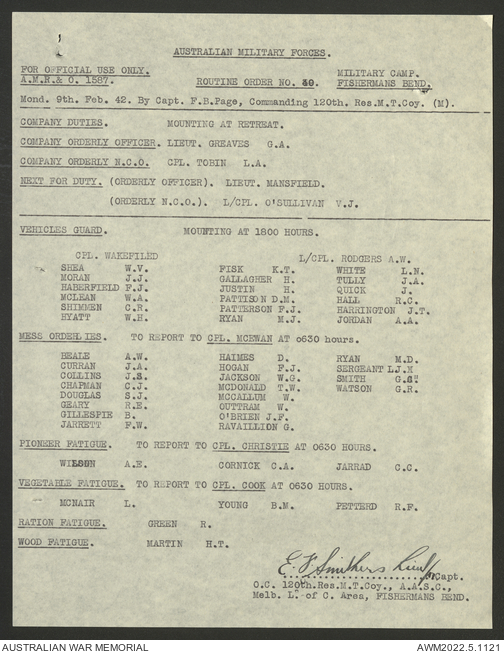 AUSTRALIAN MILITARY FORCES.
FOR OFFICIAL USE ONLY. MILITARY CAMP.
A.M.R.& O. 1587. ROUTINE ORDER NO. 40. FISHERMANS BEND.
Mond. 9th. Feb. 42. By Capt. F.B.Page, Commanding 120th. Res.M.T.Coy. (M).
COMPANY DUTIES. MOUNTING AT RETREAT.
COMPANY ORDERLY OFFICER. LIEUT. GREAVES G.A.
COMPANY ORDERLY N.C.O. CPL. TOBIN L.A.
NEXT FOR DUTY. (ORDERLY OFFICER). LIEUT. MANSFIELD.
(ORDERLY N.C.O.). L/CPL. O'SULLIVAN V.J.
VEHICLES GUARD. MOUNTING AT 1800 HOURS.
CPL. WAKEFILED L/CPL. RODGERS A.W.
SHEA W.V. FISK K.T. WHITE L.N.
MORAN J.J. GALLAGHER H. TULLY J.A.
HABERFIELD F.J. JUSTIN H. QUICK J.
MCLEAN W.A. PATTISON D.M. HALL R.C.
SHIMMEN C.R. PATTERSON F.J. HARRINGTON J.T.
HYATT W.H. RYAN M.J. JORDAN A.A.
MESS ORDERLIES. TO REPORT TO CPL. MCEWAN AT 0630 hours.
BEALE A.W. HAIMES D. RYAN M.D.
CURRAN J.A. HOGAN F.J. SERGEANT L.J.M
COLLINS J.S. JACKSON W.G. SMITH G.ST
CHAPMAN C.J. MCDONALD T.W. WATSON G.R.
DOUGLAS S.J. MCCALLUM W.
GEARY R.E. OUTTRAM W.
GILLESPIE B. O'BRIEN J.F.
JARRETT F.W. RAVAILLION G.
PIONEER FATIGUE. TO REPORT TO CPL. CHRISTIE AT 0630 HOURS.
WILSON A.E. CORNICK C.A. JARRAD C.C.
VEGETABLE FATIGUE. TO REPORT TO CPL. COOK AT 0630 HOURS.
MCNAIR L. YOUNG B.M. PETTERD R.F.
RATION FATIGUE. GREEN R.
WOOD FATIGUE. MARTIN H.T.
E. F Smithers Lieut
for Capt.
O.C. 120th.Res.M.T.Coy., A.A.S.C.,
Melb. L. of C. Area, FISHERMANS BEND.
AUSTRALIAN WAR MEMORIAL AWM2022.5.1121